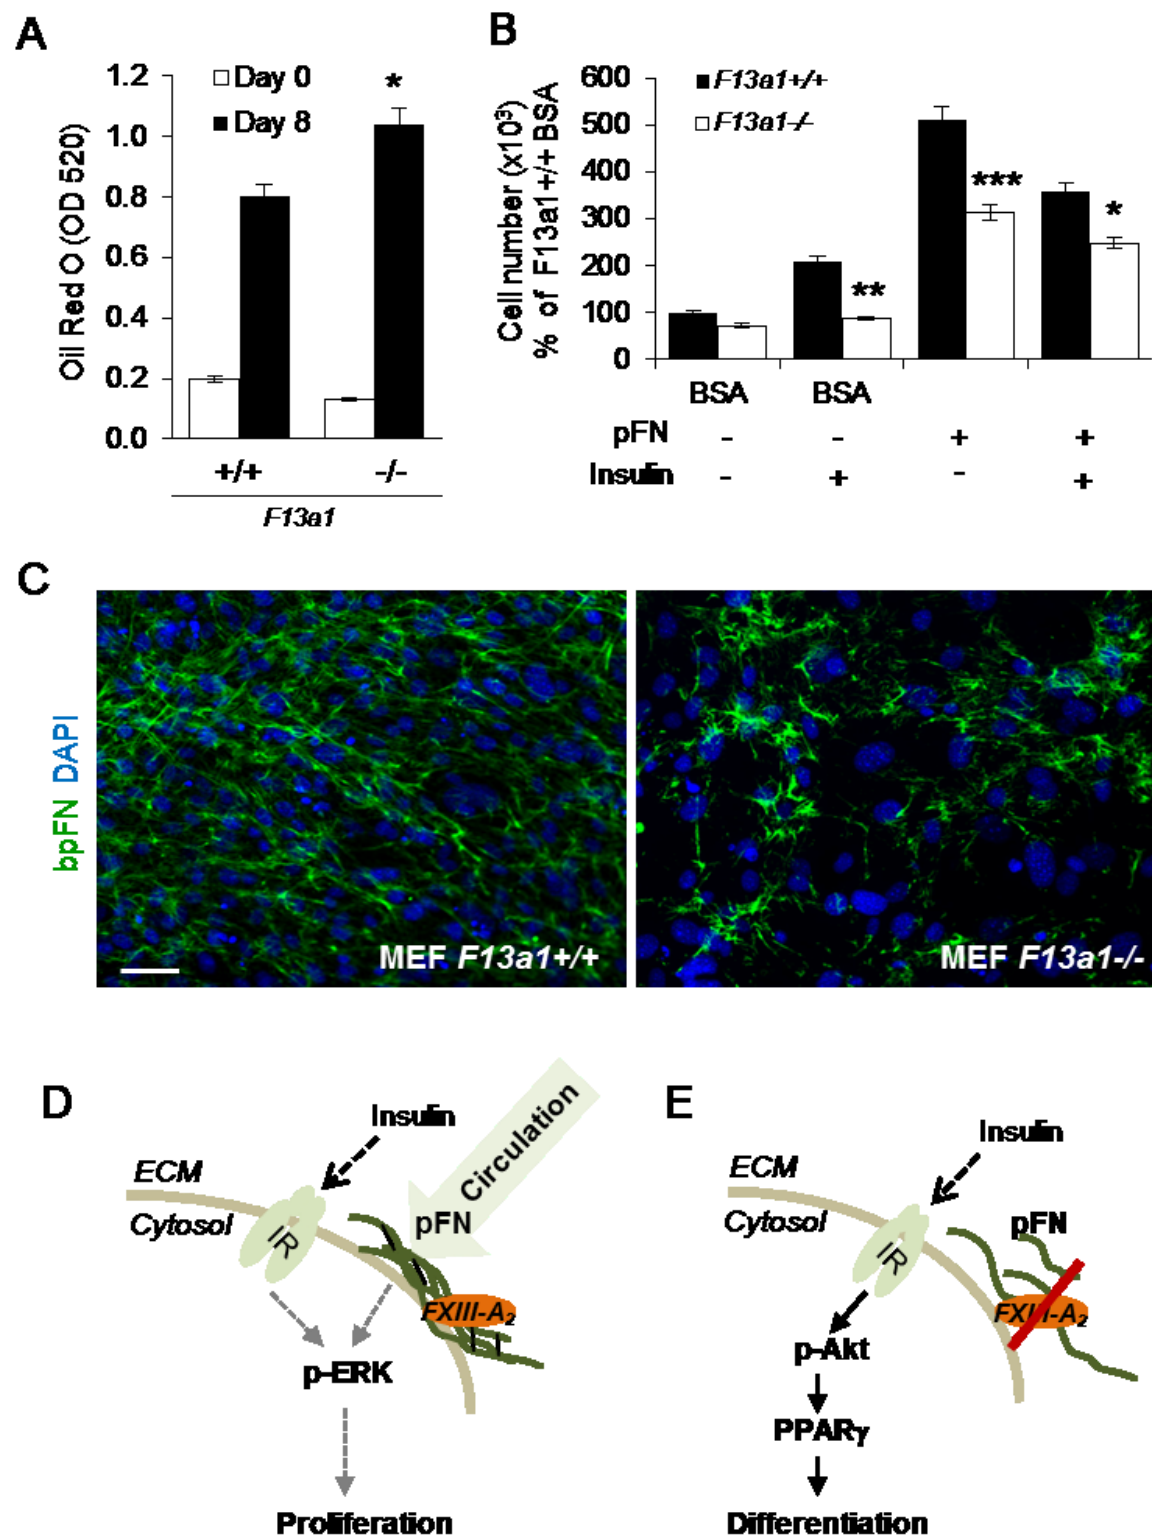 A
1.2
1.0
0.8
0.6
0.4
0.2
0.0
Oil Red O (OD 520)
Day 0
Day 8
*
+/+
-/-
F13a1
B
600
500
400
300
200
100
0
Cell number (x10³)
% of F13a1+/+ BSA
F13a1+/+
F13a1-/-
**
***
*
BSA
BSA
pFN - - + +
Insulin - + - +
C
bpFN DAPI
MEF F13a1+/+
MEF F13a1-/-
D
Insulin
Circulation
ECM
Cytosol
IR
pFN
FXIII-A₂
p-ERK
Proliferation
E
Insulin
ECM
Cytosol
IR
pFN
FXIII-A₂
p-Akt
PPARγ
Differentiation